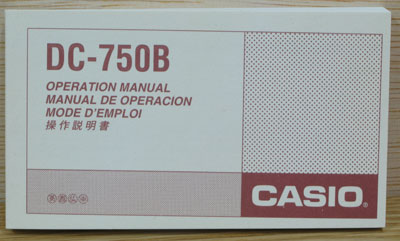 DC-750B
OPERATION MANUAL
MANUAL DE OPERACION
MODE D'EMPLOI
操作説明書
CASIO®